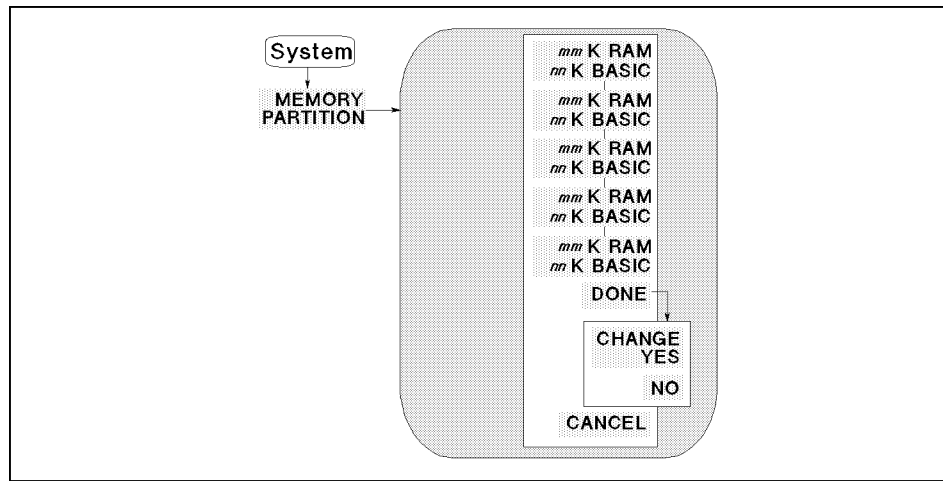 System
MEMORY
PARTITION
mm K RAM
nn K BASIC
mm K RAM
nn K BASIC
mm K RAM
nn K BASIC
mm K RAM
nn K BASIC
mm K RAM
nn K BASIC
DONE
CHANGE
YES
NO
CANCEL